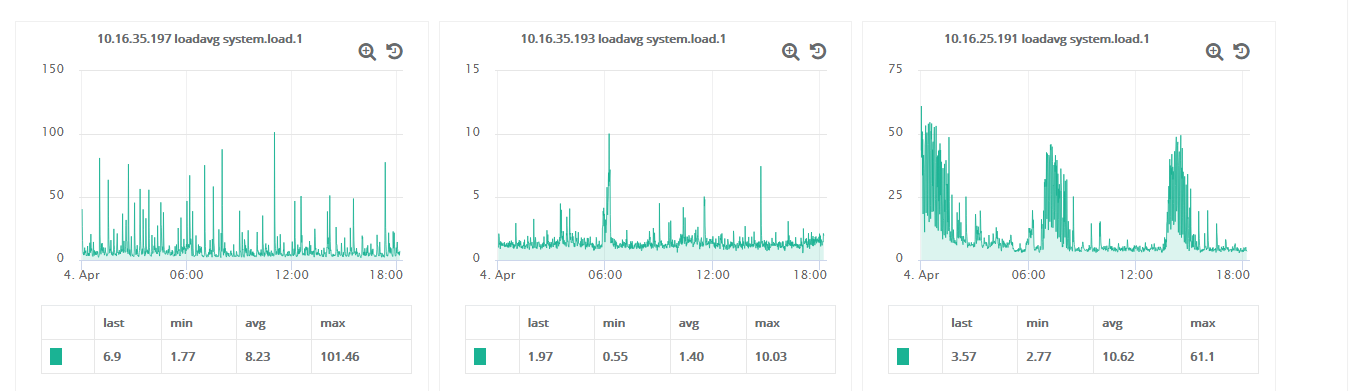 10.16.35.197 loadavg system.load.1
150
100
50
0
4. Apr 06:00 12:00 18:00
last min avg max
6.9 1.77 8.23 101.46
10.16.35.193 loadavg system.load.1
15
10
5
0
4. Apr 06:00 12:00 18:00
last min avg max
1.97 0.55 1.40 10.03
10.16.25.191 loadavg system.load.1
75
50
25
0
4. Apr 06:00 12:00 18:00
last min avg max
3.57 2.77 10.62 61.1